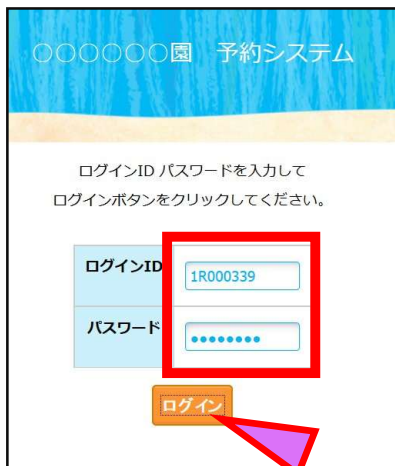 ○○○○○○園 予約システム
ログインID パスワードを入力して
ログインボタンをクリックしてください。
ログインID
1R000339
パスワード
●●●●●●●●
ログイン